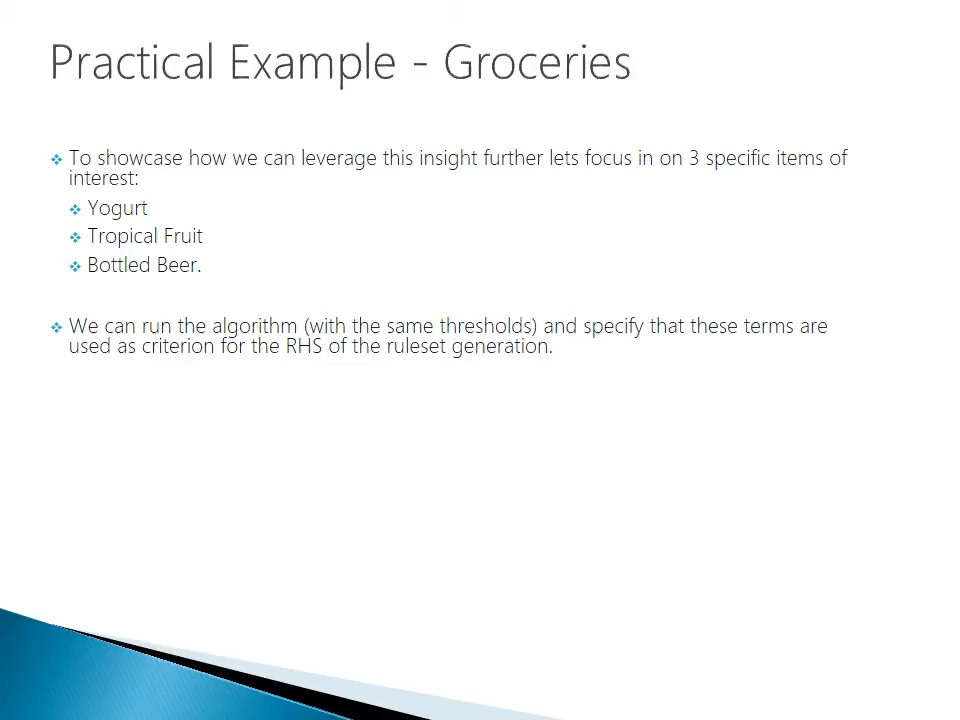 Practical Example - Groceries
To showcase how we can leverage this insight further lets focus in on 3 specific items of
interest:
Yogurt
Tropical Fruit
Bottled Beer.
We can run the algorithm (with the same thresholds) and specify that these terms are
used as criterion for the RHS of the ruleset generation.